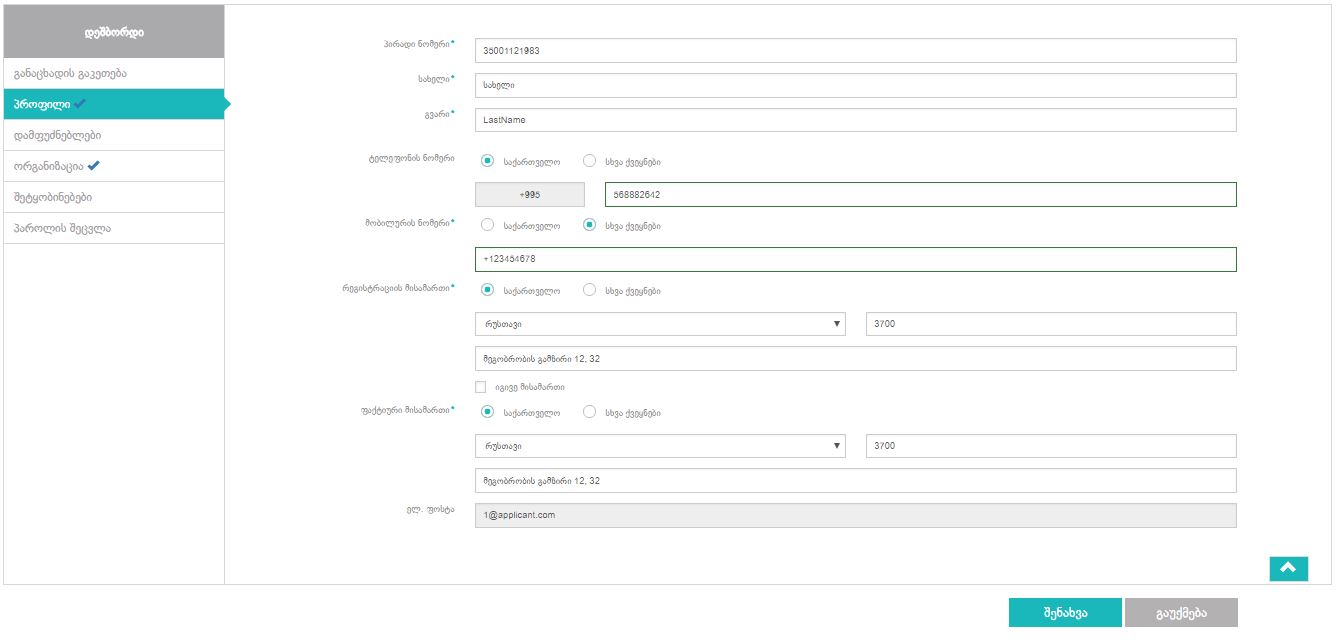 დეშბორდი
განაცხადის გაკეთება
პროფილი
დამფუძნებლები
ორგანიზაცია
შეტყობინებები
პაროლის შეცვლა
პირადი ნომერი* 35001121983
სახელი* სახელი
გვარი* LastName
ტელეფონის ნომერი საქართველო სხვა ქვეყნები
+995 568882642
მობილურის ნომერი* საქართველო სხვა ქვეყნები
+123454678
რეგისტრაციის მისამართი* საქართველო სხვა ქვეყნები
რუსთავი 3700
მეგობრობის გამზირი 12, 32
იგივე მისამართი
ფაქტიური მისამართი* საქართველო სხვა ქვეყნები
რუსთავი 3700
მეგობრობის გამზირი 12, 32
ელ. ფოსტა 1@applicant.com
შენახვა გაუქმება